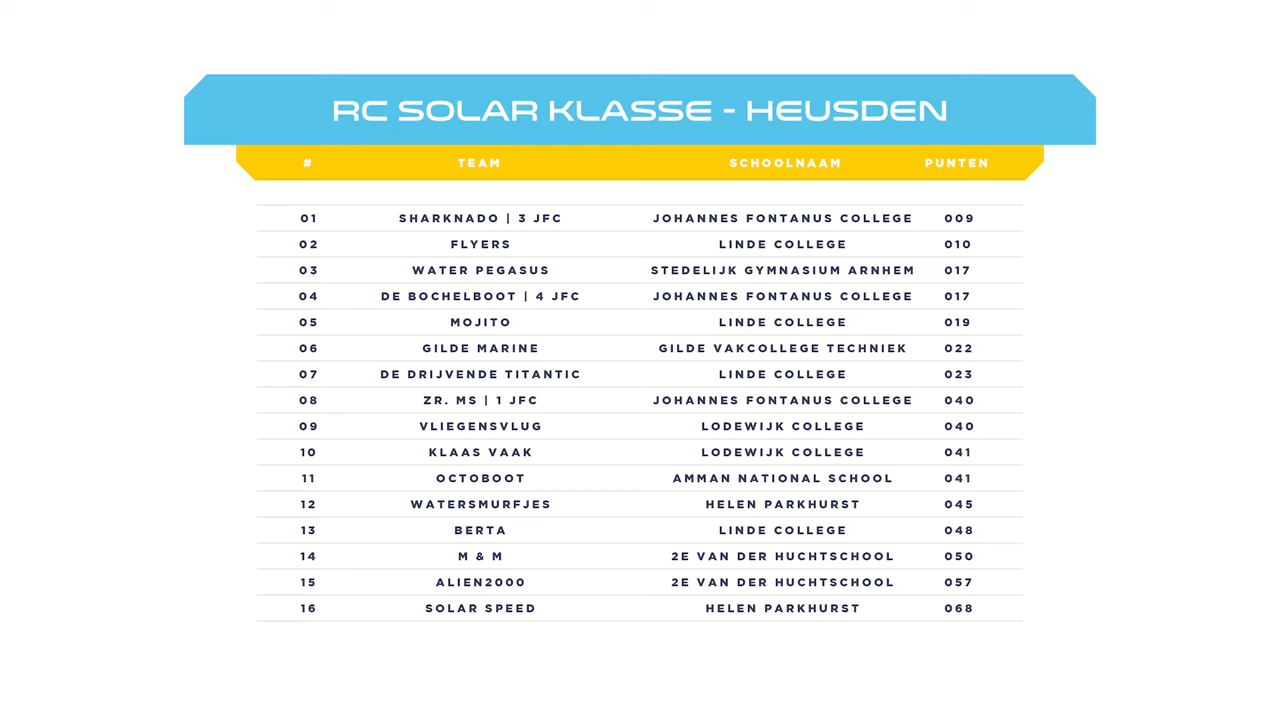 RC SOLAR KLASSE - HEUSDEN
# TEAM SCHOOLNAAM PUNTEN
01 SHARKNADO | 3 JFC JOHANNES FONTANUS COLLEGE 009
02 FLYERS LINDE COLLEGE 010
03 WATER PEGASUS STEDELIJK GYMNASIUM ARNHEM 017
04 DE BOCHELBOOT | 4 JFC JOHANNES FONTANUS COLLEGE 017
05 MOJITO LINDE COLLEGE 019
06 GILDE MARINE GILDE VAKCOLLEGE TECHNIEK 022
07 DE DRIJVENDE TITANTIC LINDE COLLEGE 023
08 ZR. MS | 1 JFC JOHANNES FONTANUS COLLEGE 040
09 VLIEGENSVLUG LODEWIJK COLLEGE 040
10 KLAAS VAAK LODEWIJK COLLEGE 041
11 OCTOBOOT AMMAN NATIONAL SCHOOL 041
12 WATERSMURFJES HELEN PARKHURST 045
13 BERTA LINDE COLLEGE 048
14 M & M 2E VAN DER HUCHTSCHOOL 050
15 ALIEN2000 2E VAN DER HUCHTSCHOOL 057
16 SOLAR SPEED HELEN PARKHURST 068